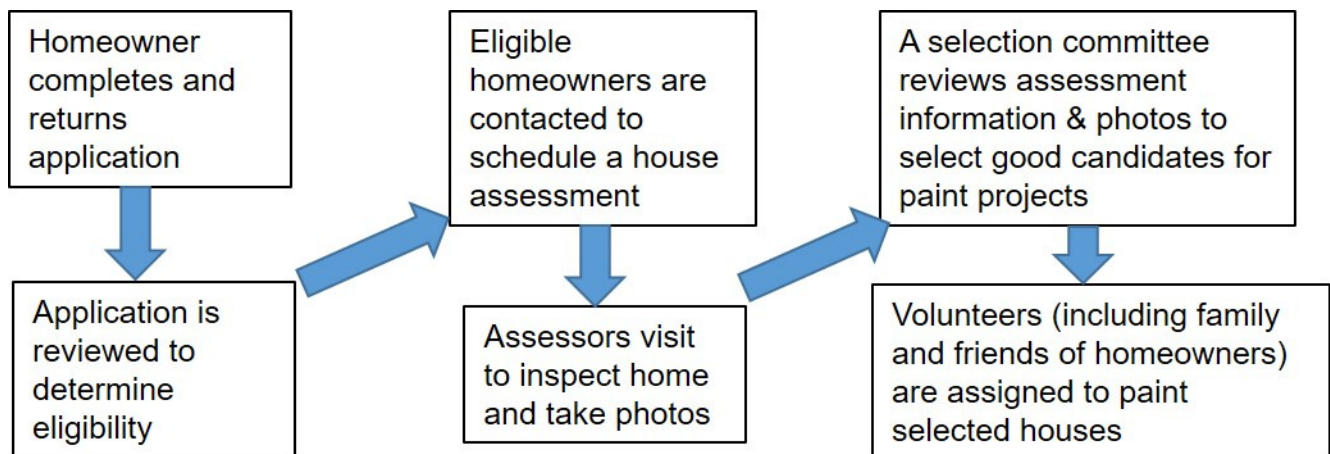 Homeowner
completes and
returns
application
Application is
reviewed to
determine
eligibility
Eligible
homeowners are
contacted to
schedule a house
assessment
Assessors visit
to inspect home
and take photos
A selection committee
reviews assessment
information & photos to
select good candidates for
paint projects
Volunteers (including family
and friends of homeowners)
are assigned to paint
selected houses